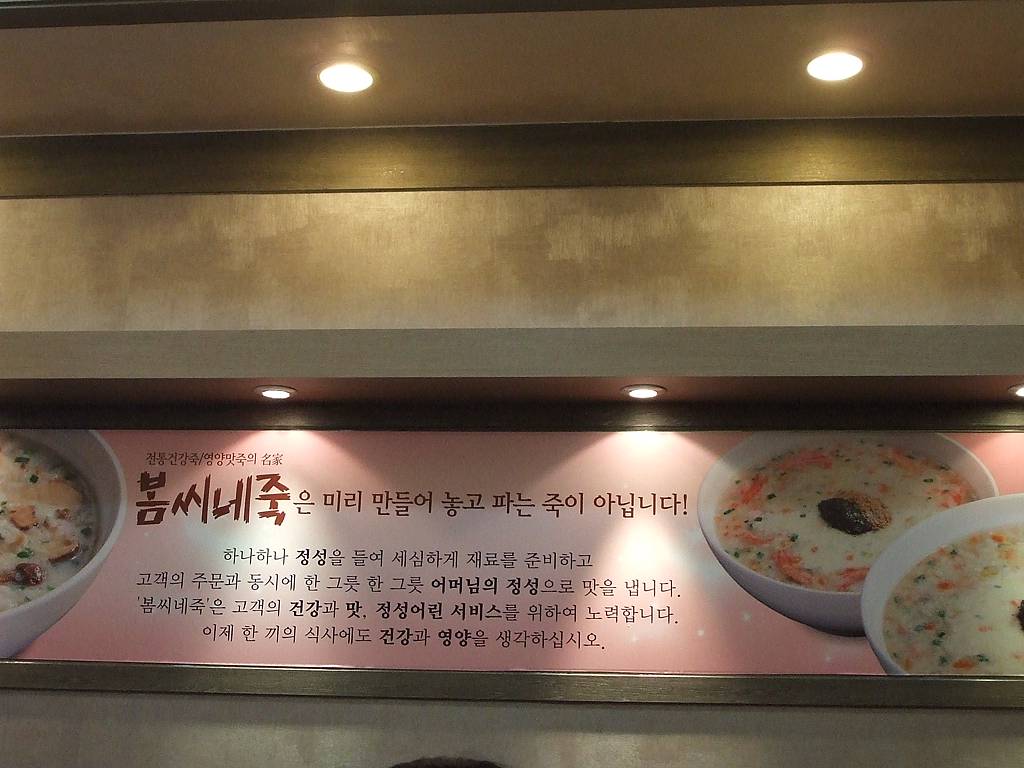 전통건강죽/영양맛죽의 名家
봄씨네죽은 미리 만들어 놓고 파는 죽이 아닙니다!
하나하나 정성을 들여 세심하게 재료를 준비하고
고객의 주문과 동시에 한 그릇 한 그릇 어머님의 정성으로 맛을 냅니다.
'봄씨네죽'은 고객의 건강과 맛, 정성어린 서비스를 위하여 노력합니다.
이제 한 끼의 식사에도 건강과 영양을 생각하십시오.